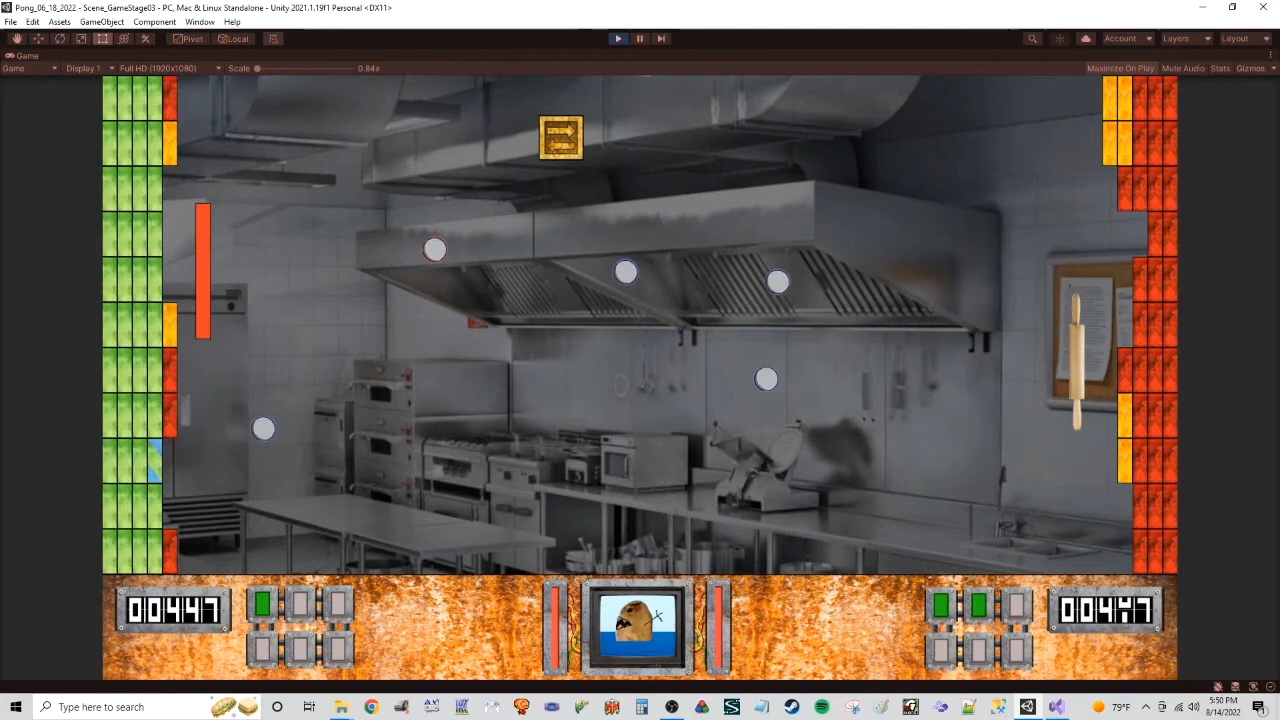 Pong_06_18_2022 - Scene_GameStage03 - PC, Mac & Linux Standalone - Unity 2021.1.19f1 Personal <DX11>
File Edit Assets GameObject Component Window Help
Pivot Local Account Layers Layout
Game
Game Display 1 Full HD (1920x1080) Scale 0.84x Maximize On Play Mute Audio Stats Gizmos
00447
Type here to search
79°F
5:50 PM
8/14/2022